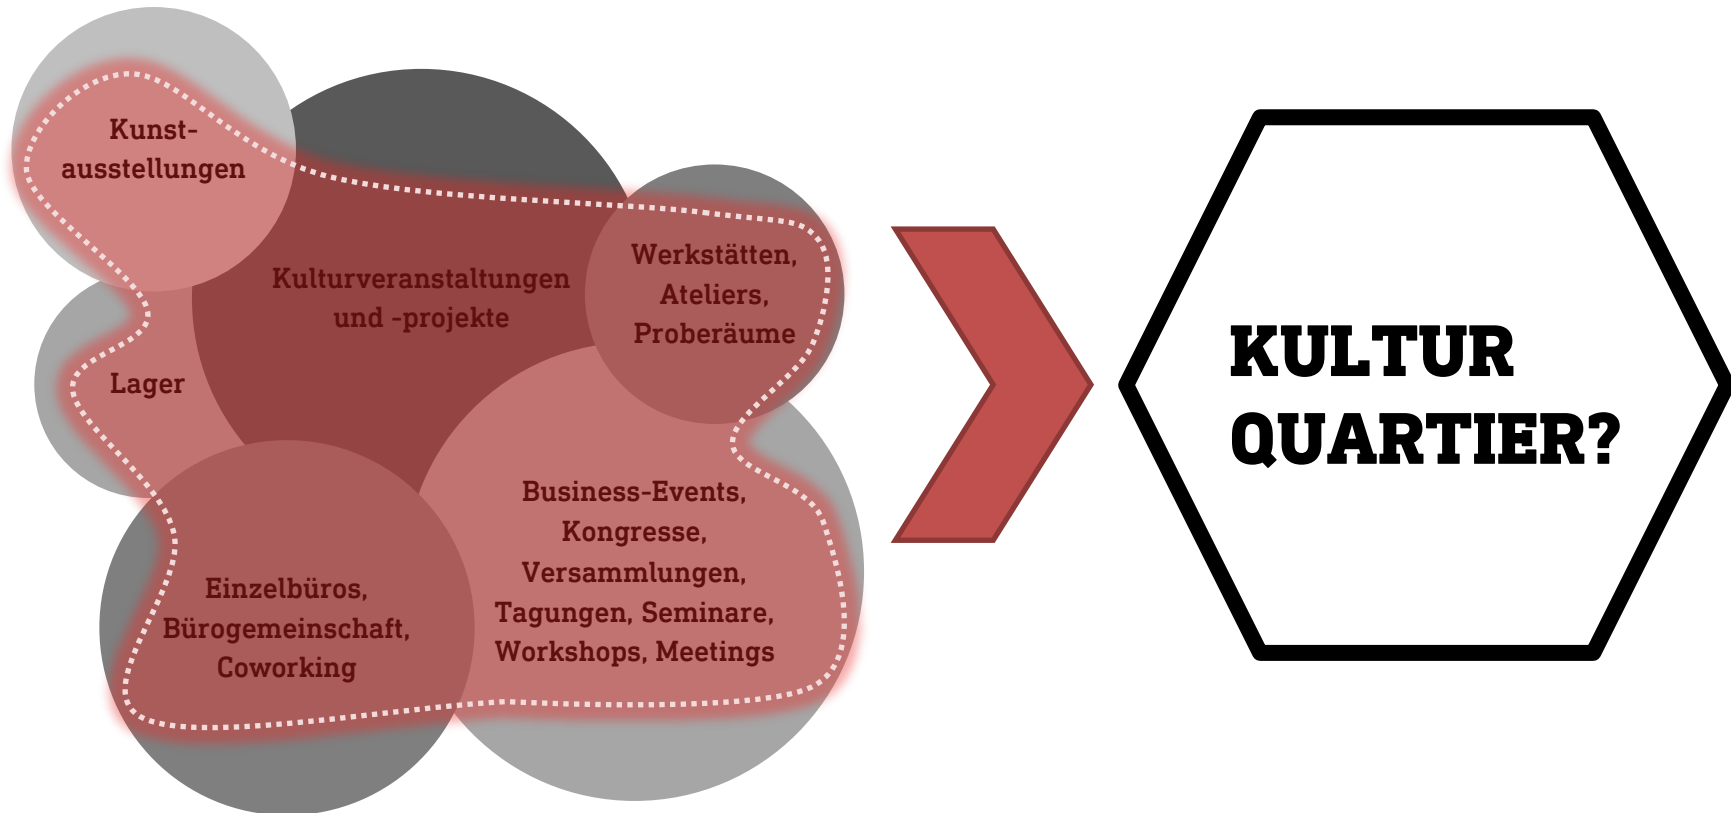 Kunst-
ausstellungen
Kulturveranstaltungen
und -projekte
Werkstätten,
Ateliers,
Proberäume
Lager
Business-Events,
Kongresse,
Versammlungen,
Tagungen, Seminare,
Workshops, Meetings
Einzelbüros,
Bürogemeinschaft,
Coworking
KULTUR
QUARTIER?